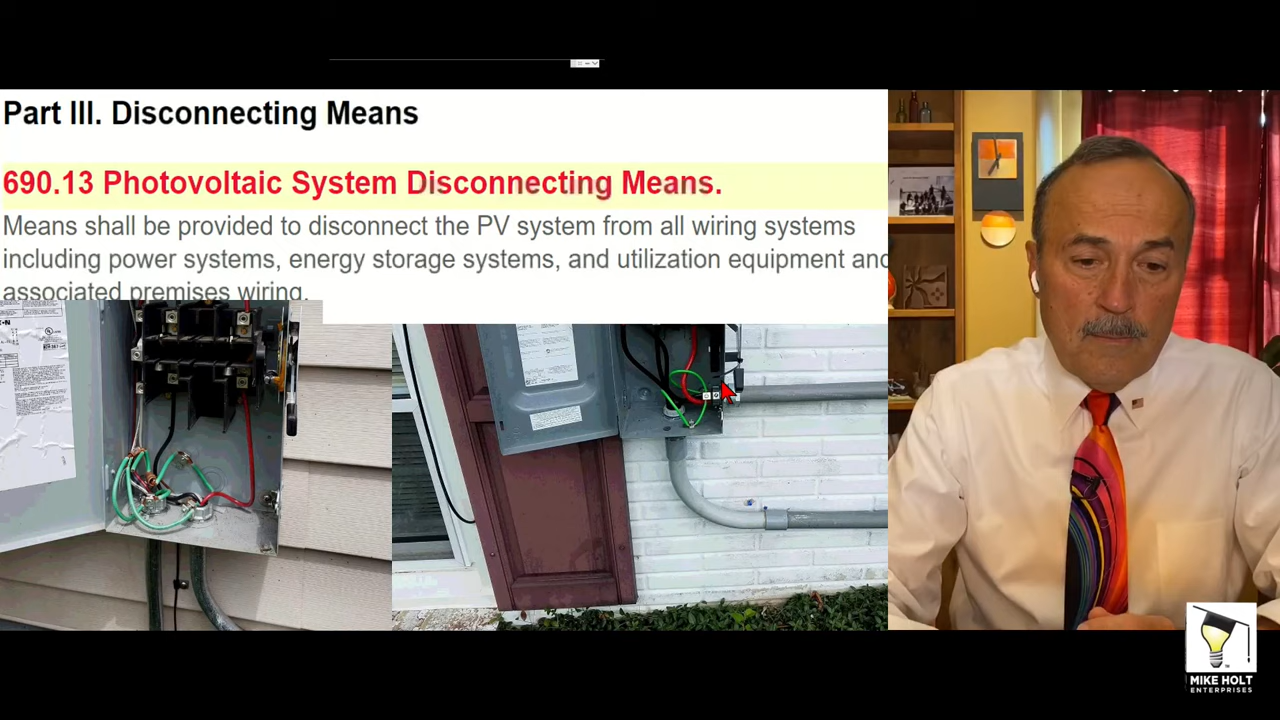 Part III. Disconnecting Means
690.13 Photovoltaic System Disconnecting Means.
Means shall be provided to disconnect the PV system from all wiring systems
including power systems, energy storage systems, and utilization equipment and
associated premises wiring.
MIKE HOLT
ENTERPRISES